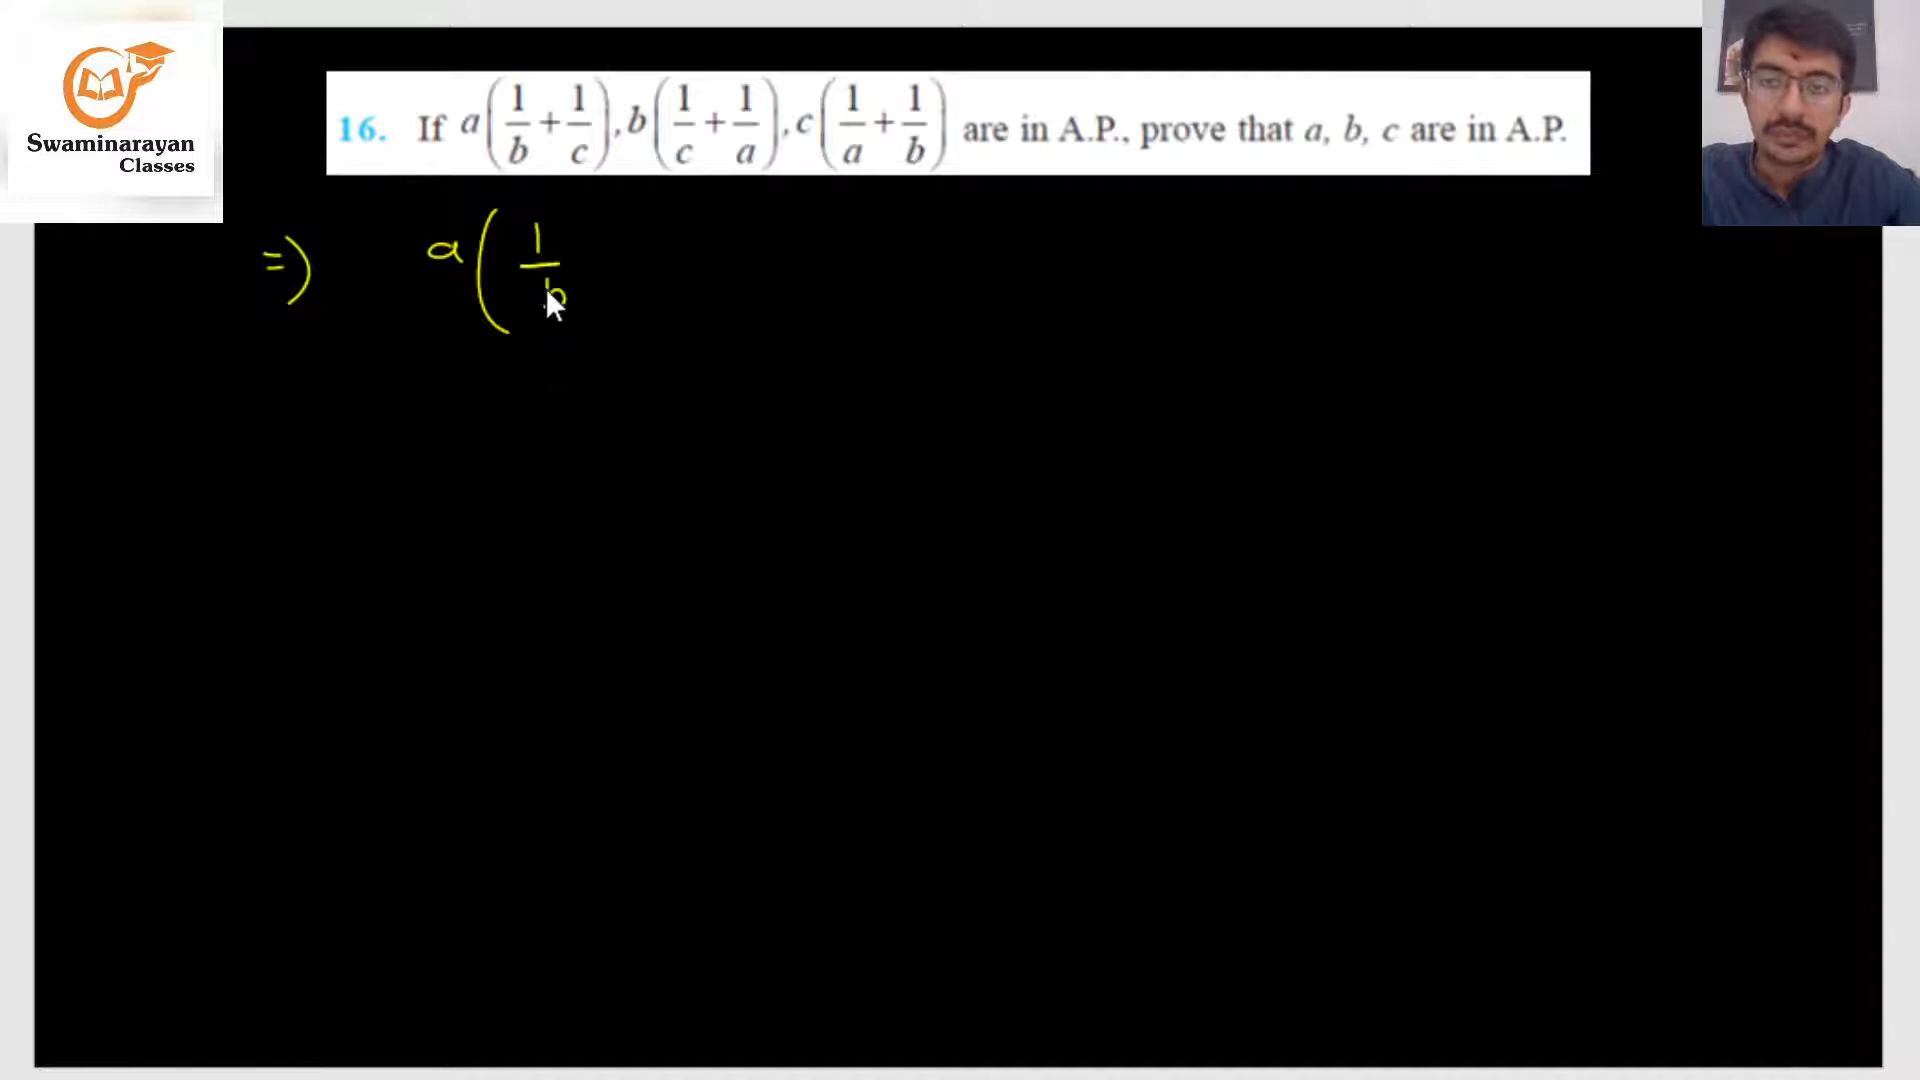 Swaminarayan
Classes
16. If a(1/b + 1/c), b(1/c + 1/a), c(1/a + 1/b) are in A.P., prove that a, b, c are in A.P.
=) a( 1/b